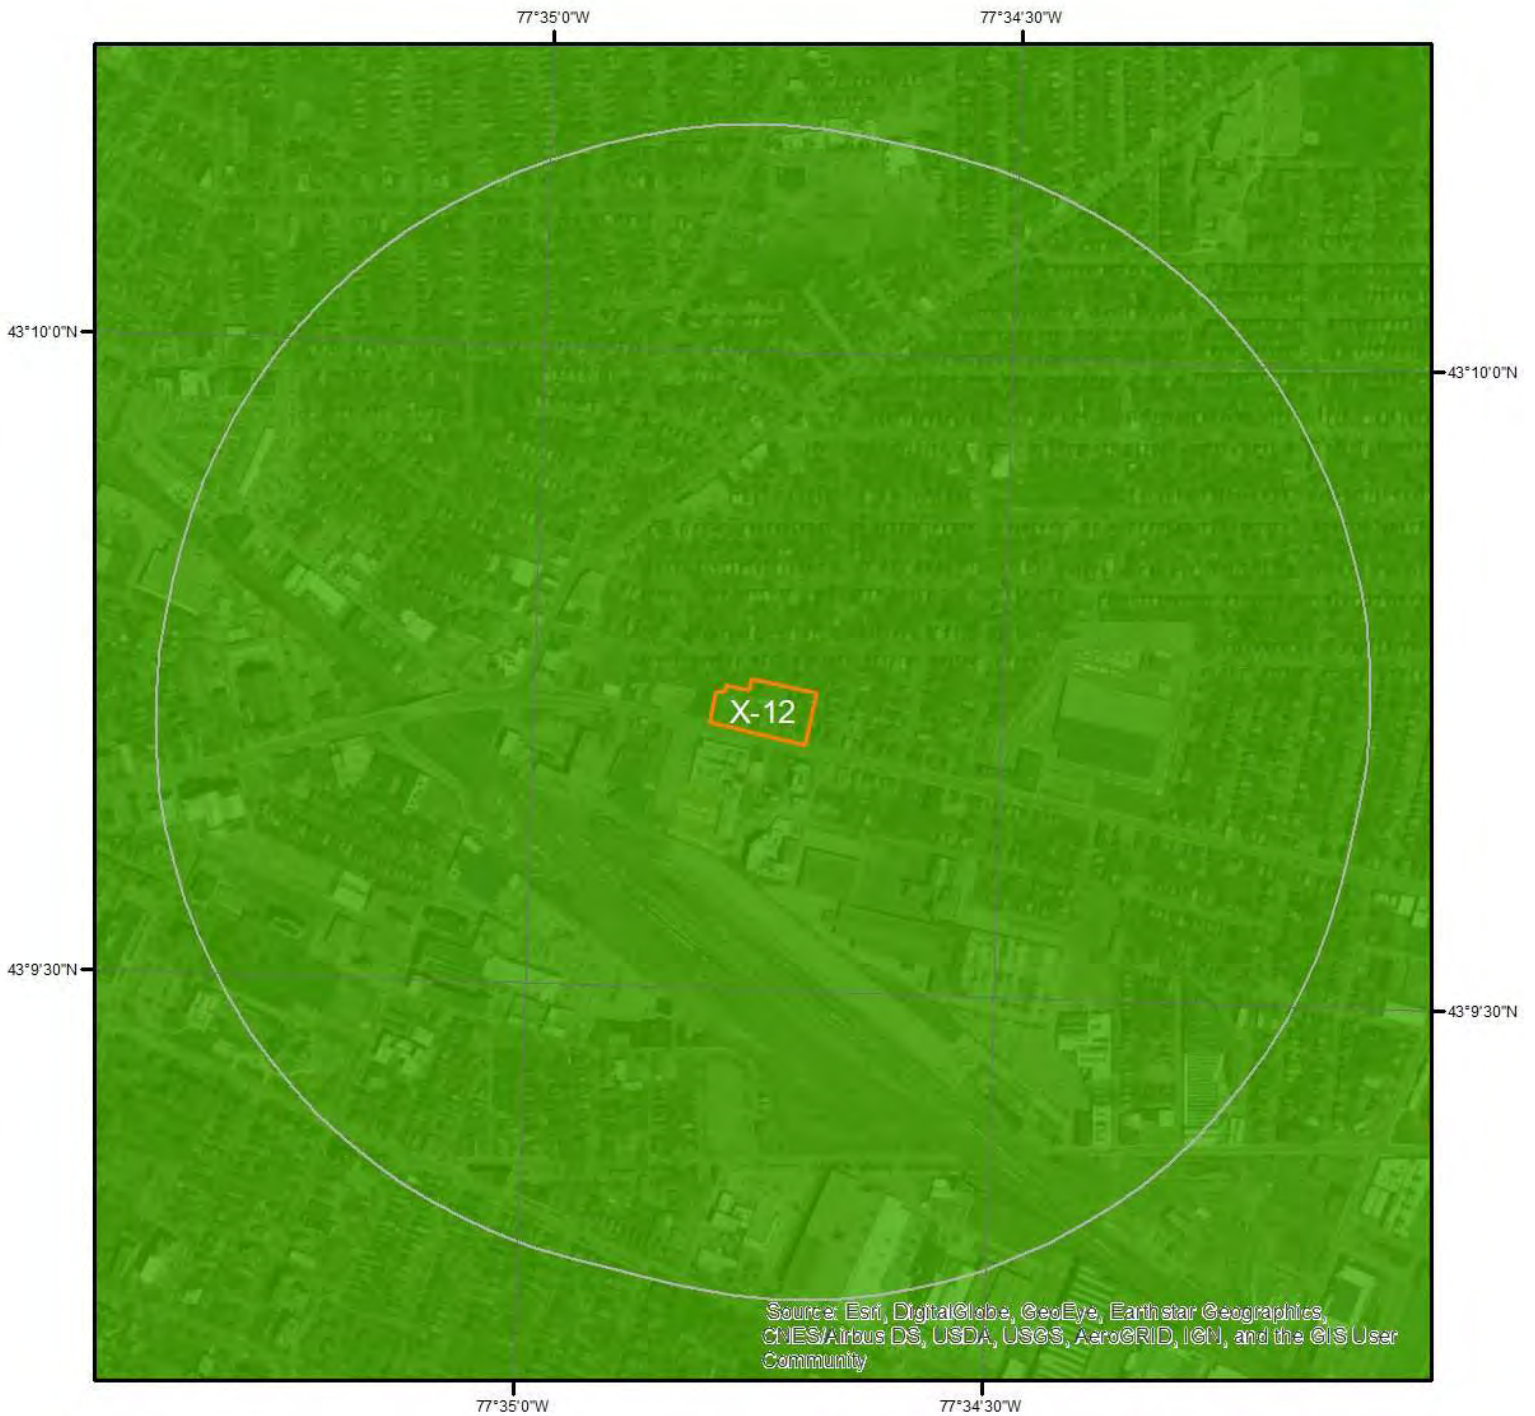 77°35'0"W
77°34'30"W
43°10'0"N
43°10'0"N
X-12
43°9'30"N
43°9'30"N
Source: Esri, DigitalGlobe, GeoEye, Earthstar Geographics,
CNES/Airbus DS, USDA, USGS, AeroGRID, IGN, and the GIS User
Community
77°35'0"W
77°34'30"W